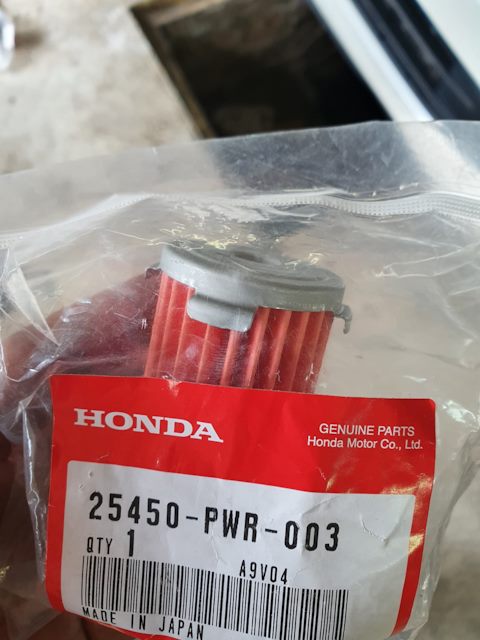 HONDA
GENUINE PARTS
Honda Motor Co., Ltd.
25450-PWR-003
QTY 1
A9V04
MADE IN JAPAN